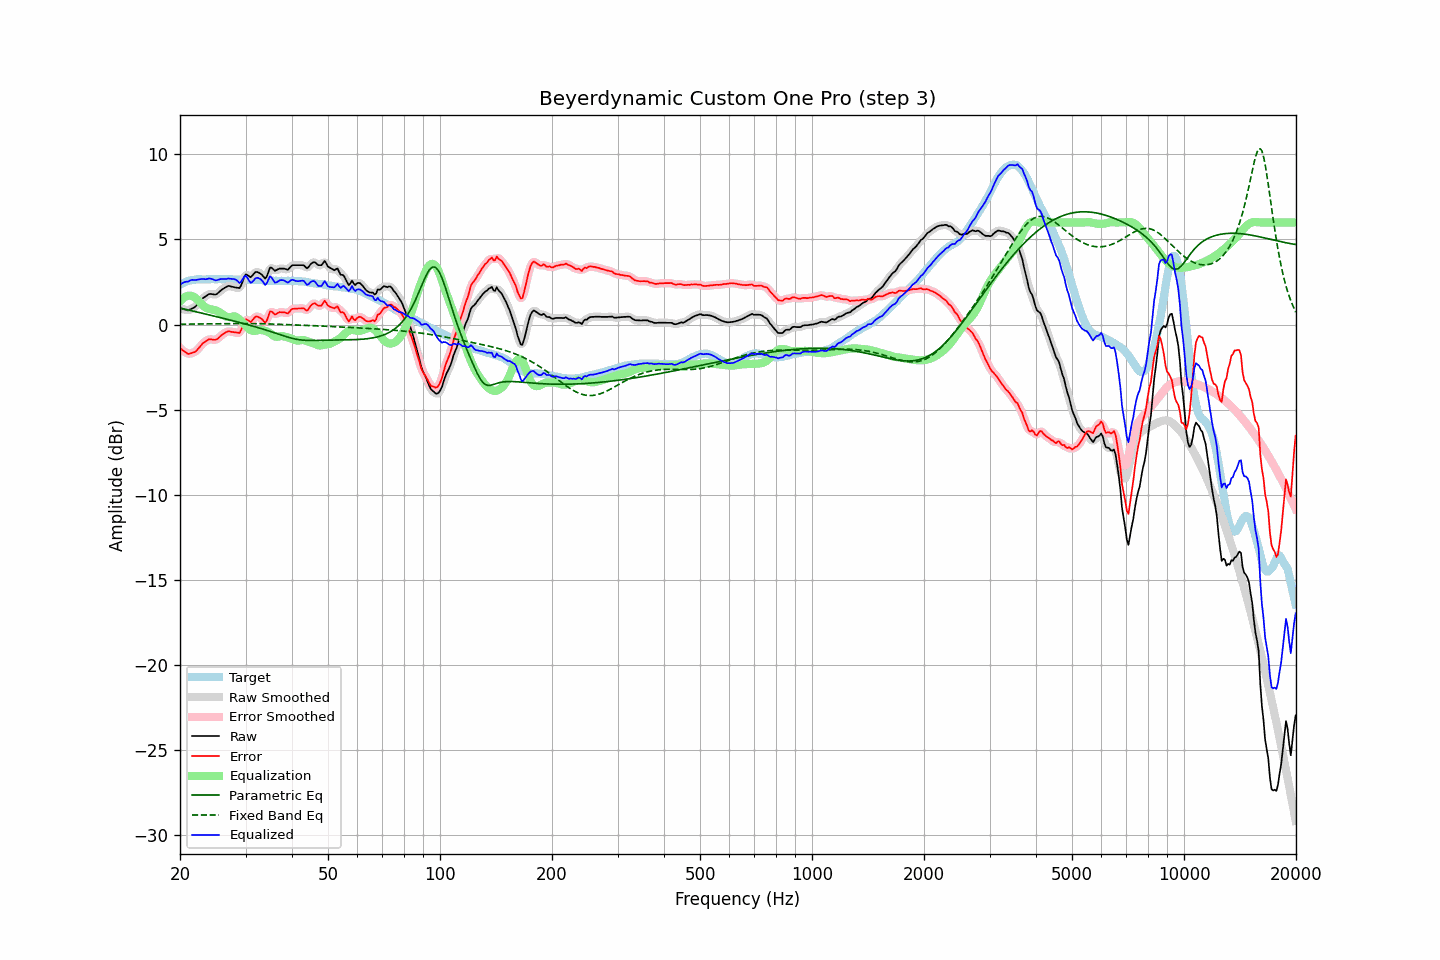 Beyerdynamic Custom One Pro (step 3)
10
5
0
−5
−10
−15
−20
−25
−30
Amplitude (dBr)
Target
Raw Smoothed
Error Smoothed
Raw
Error
Equalization
Parametric Eq
Fixed Band Eq
Equalized
20 50 100 200 500 1000 2000 5000 10000 20000
Frequency (Hz)